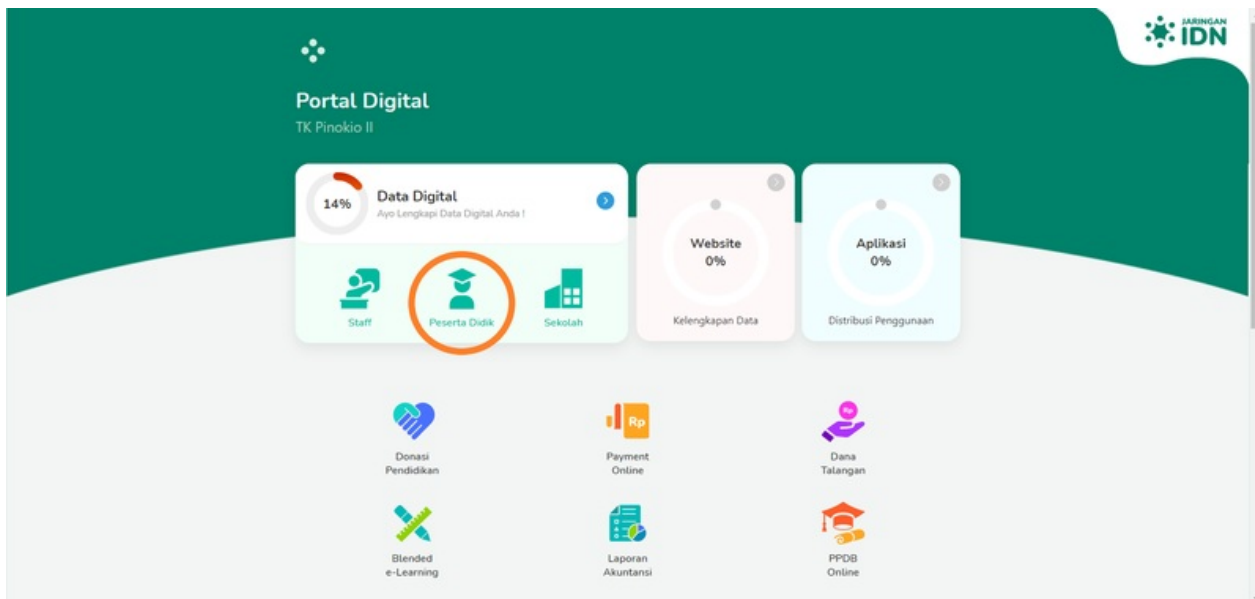 JARINGAN
IDN
Portal Digital
TK Pinokio II
14%
Data Digital
Ayo Lengkapi Data Digital Anda !
Staff
Peserta Didik
Sekolah
Website
0%
Kelengkapan Data
Aplikasi
0%
Distribusi Penggunaan
Donasi
Pendidikan
Rp
Payment
Online
Rp
Dana
Talangan
Blended
e-Learning
Laporan
Akuntansi
PPDB
Online